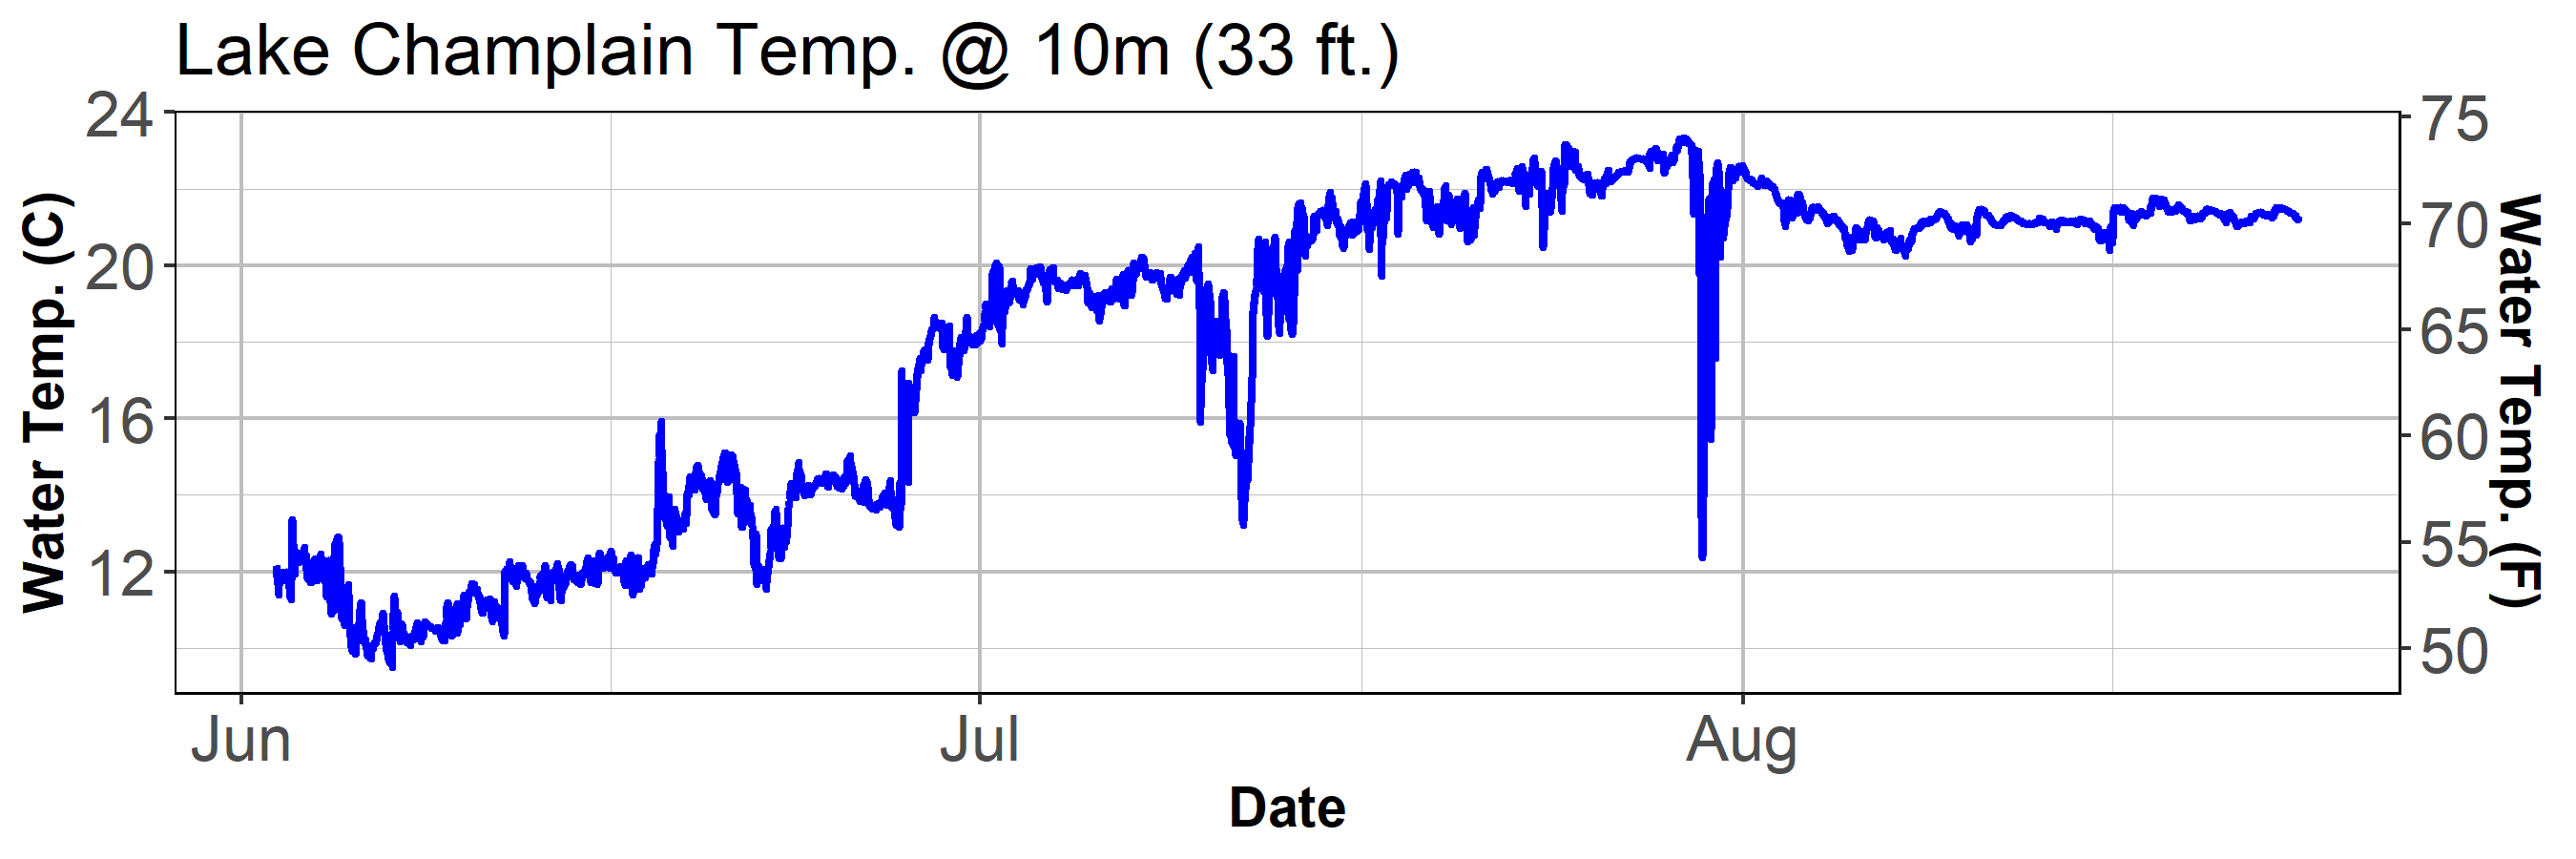 Lake Champlain Temp. @ 10m (33 ft.)
24
20
16
12
Water Temp. (C)
75
70
65
60
55
50
Water Temp. (F)
Jun
Jul
Aug
Date